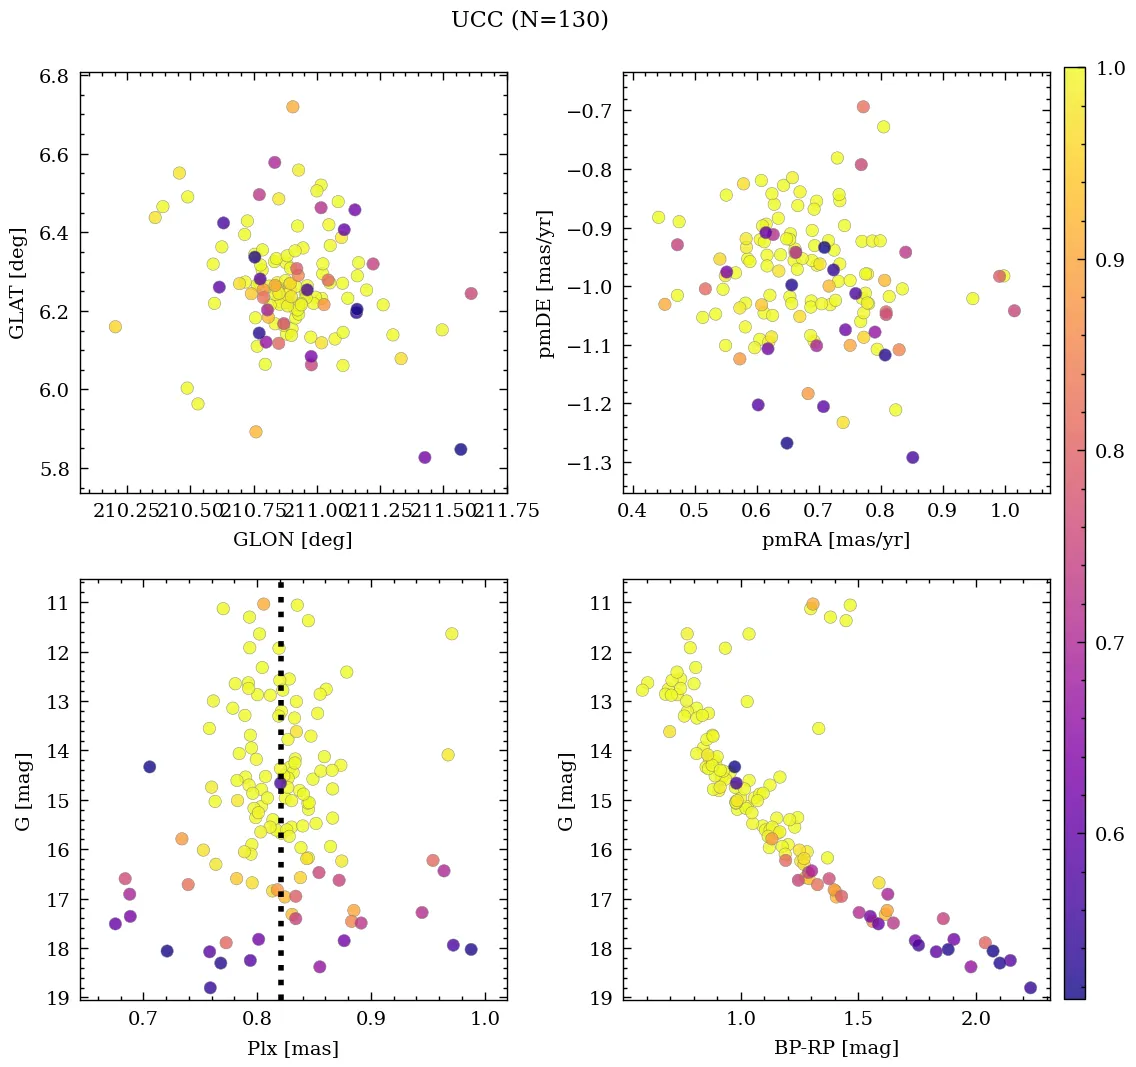 UCC (N=130)
6.8
6.6
6.4
6.2
6.0
5.8
GLAT [deg]
210.25 210.50 210.75 211.00 211.25 211.50 211.75
GLON [deg]
−0.7
−0.8
−0.9
−1.0
−1.1
−1.2
−1.3
pmDE [mas/yr]
0.4 0.5 0.6 0.7 0.8 0.9 1.0
pmRA [mas/yr]
11
12
13
14
15
16
17
18
19
G [mag]
0.7 0.8 0.9 1.0
Plx [mas]
11
12
13
14
15
16
17
18
19
G [mag]
1.0 1.5 2.0
BP-RP [mag]
1.0
0.9
0.8
0.7
0.6